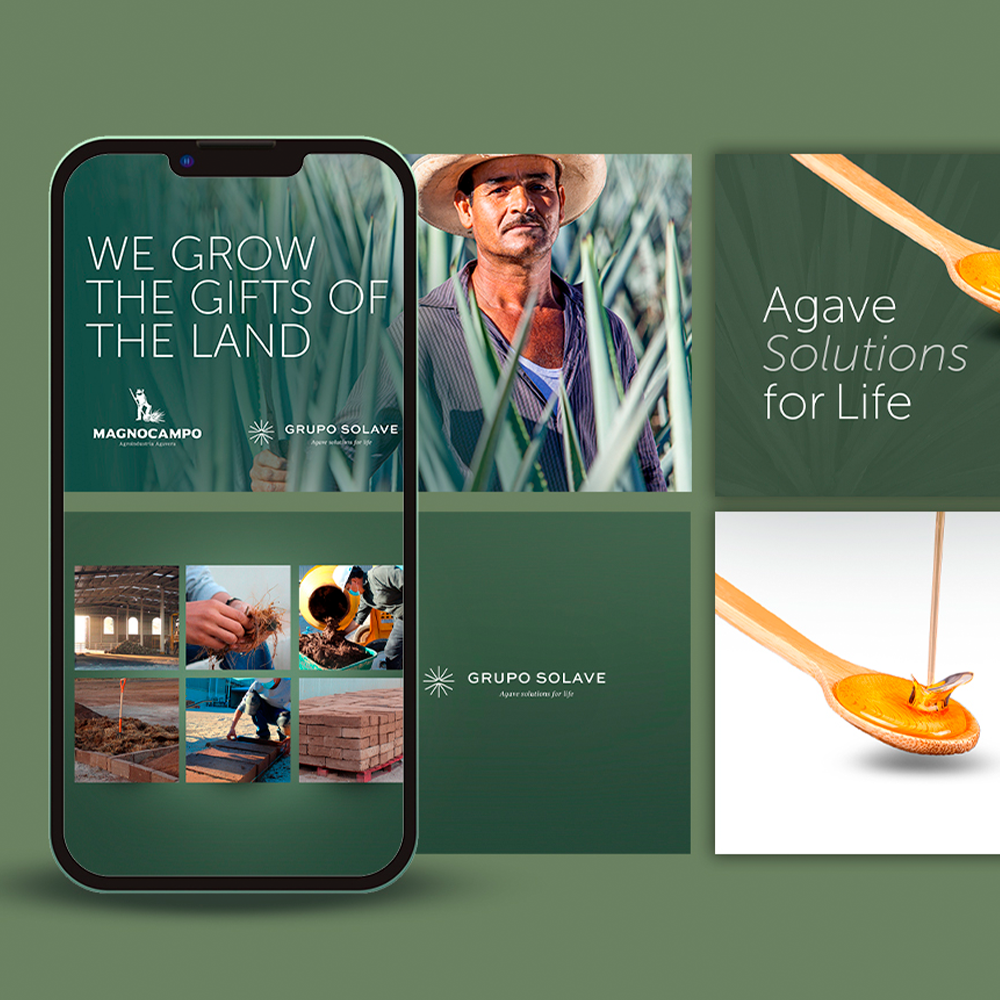 WE GROW
THE GIFTS OF
THE LAND
MAGNOCAMPO
Agroindustria Agavera
GRUPO SOLAVE
Agave solutions for life
Agave
Solutions
for Life
GRUPO SOLAVE
Agave solutions for life